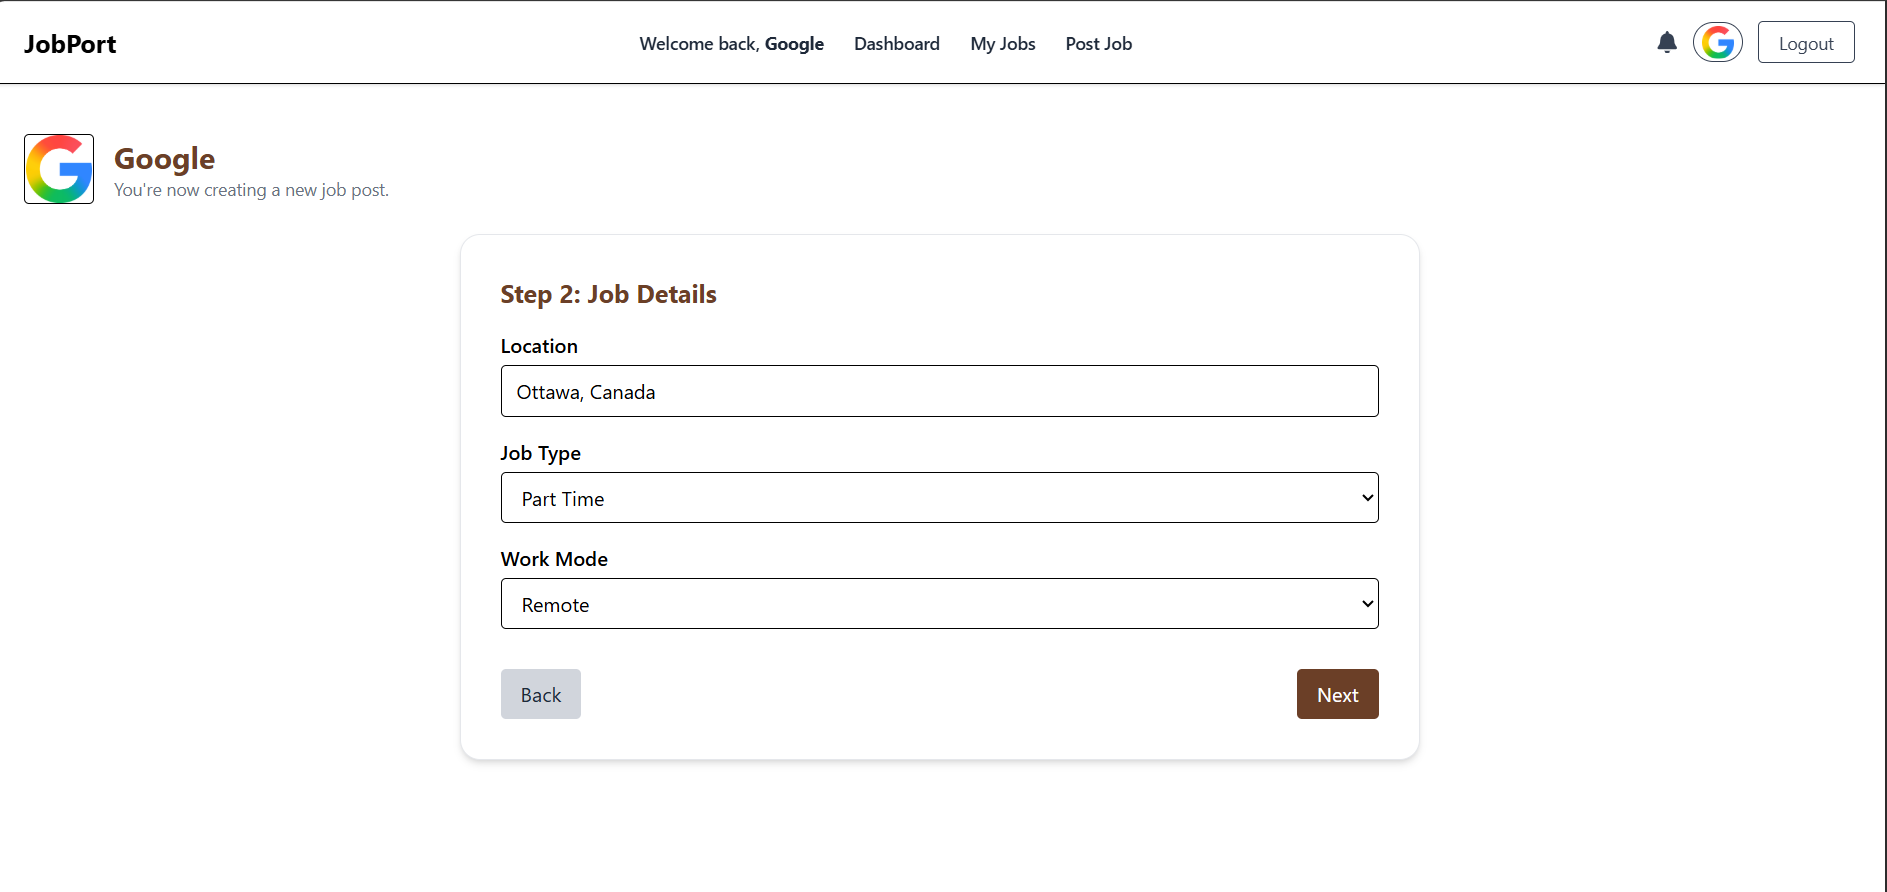 JobPort
Welcome back, Google
Dashboard
My Jobs
Post Job
Logout
Google
You're now creating a new job post.
Step 2: Job Details
Location
Ottawa, Canada
Job Type
Part Time
Work Mode
Remote
Back
Next